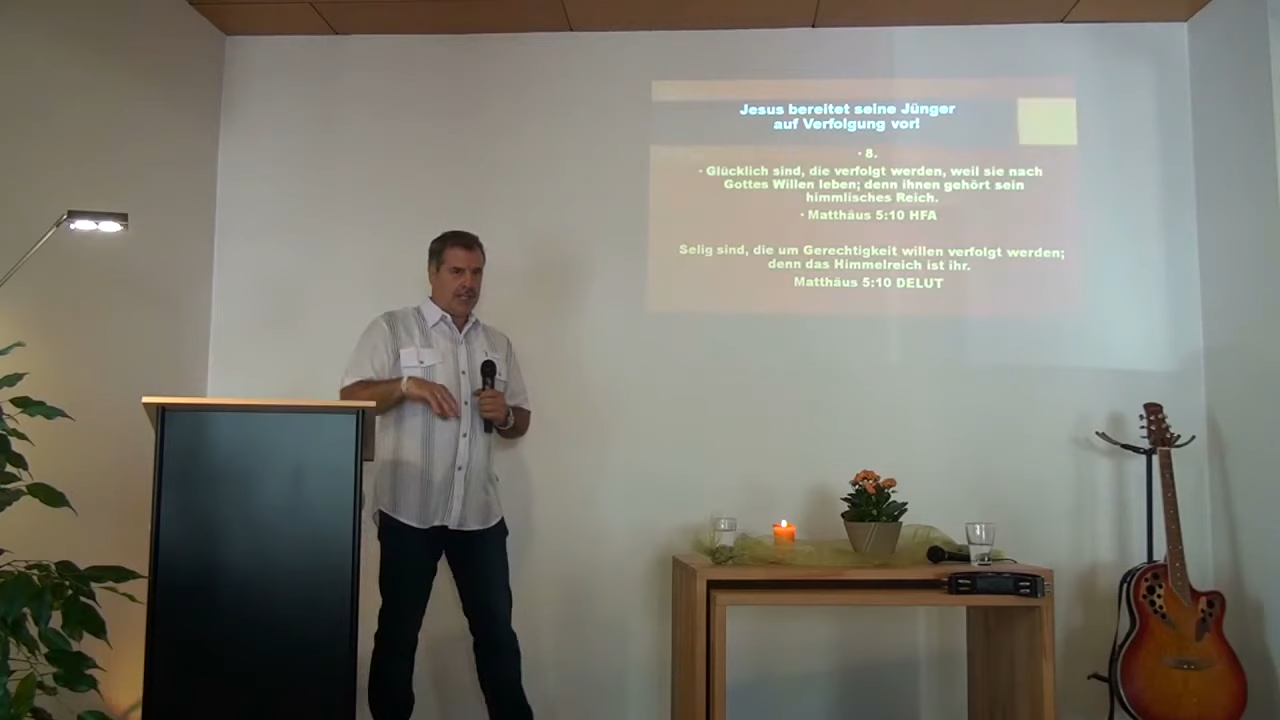 Jesus bereitet seine Jünger
auf Verfolgung vor!
· 8.
· Glücklich sind, die verfolgt werden, weil sie nach
Gottes Willen leben; denn ihnen gehört sein
himmlisches Reich.
· Matthäus 5:10 HFA
Selig sind, die um Gerechtigkeit willen verfolgt werden;
denn das Himmelreich ist ihr.
Matthäus 5:10 DELUT